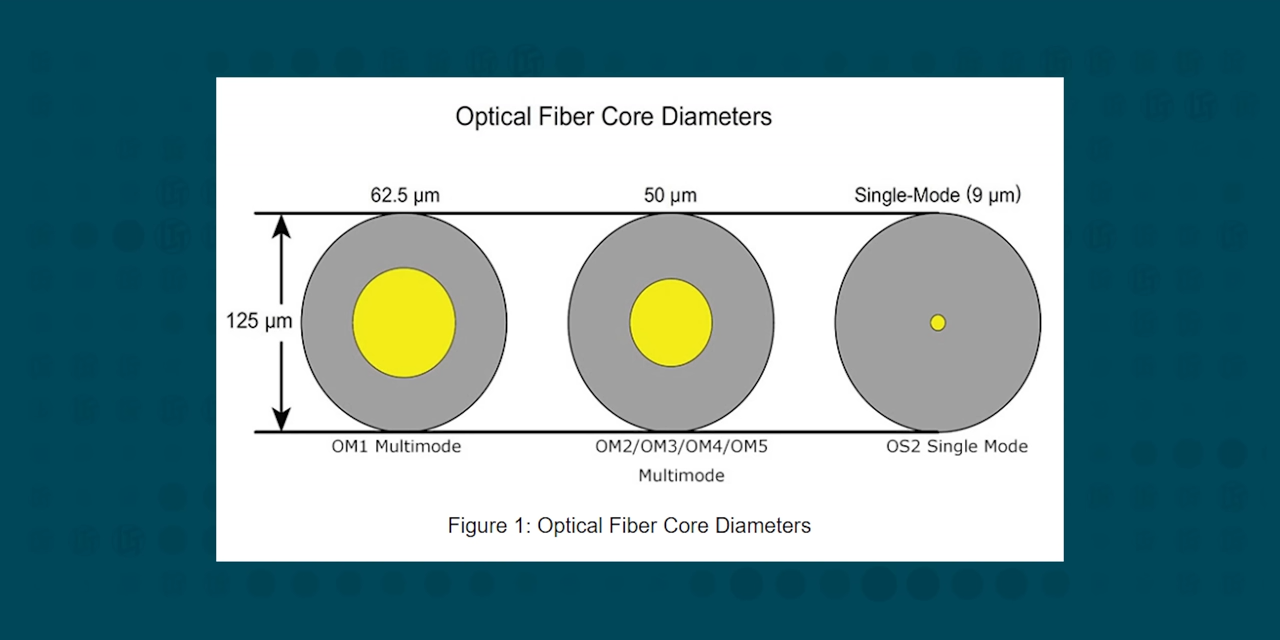 Optical Fiber Core Diameters
62.5 µm
50 µm
Single-Mode (9 µm)
125 µm
OM1 Multimode
OM2/OM3/OM4/OM5
Multimode
OS2 Single Mode
Figure 1: Optical Fiber Core Diameters